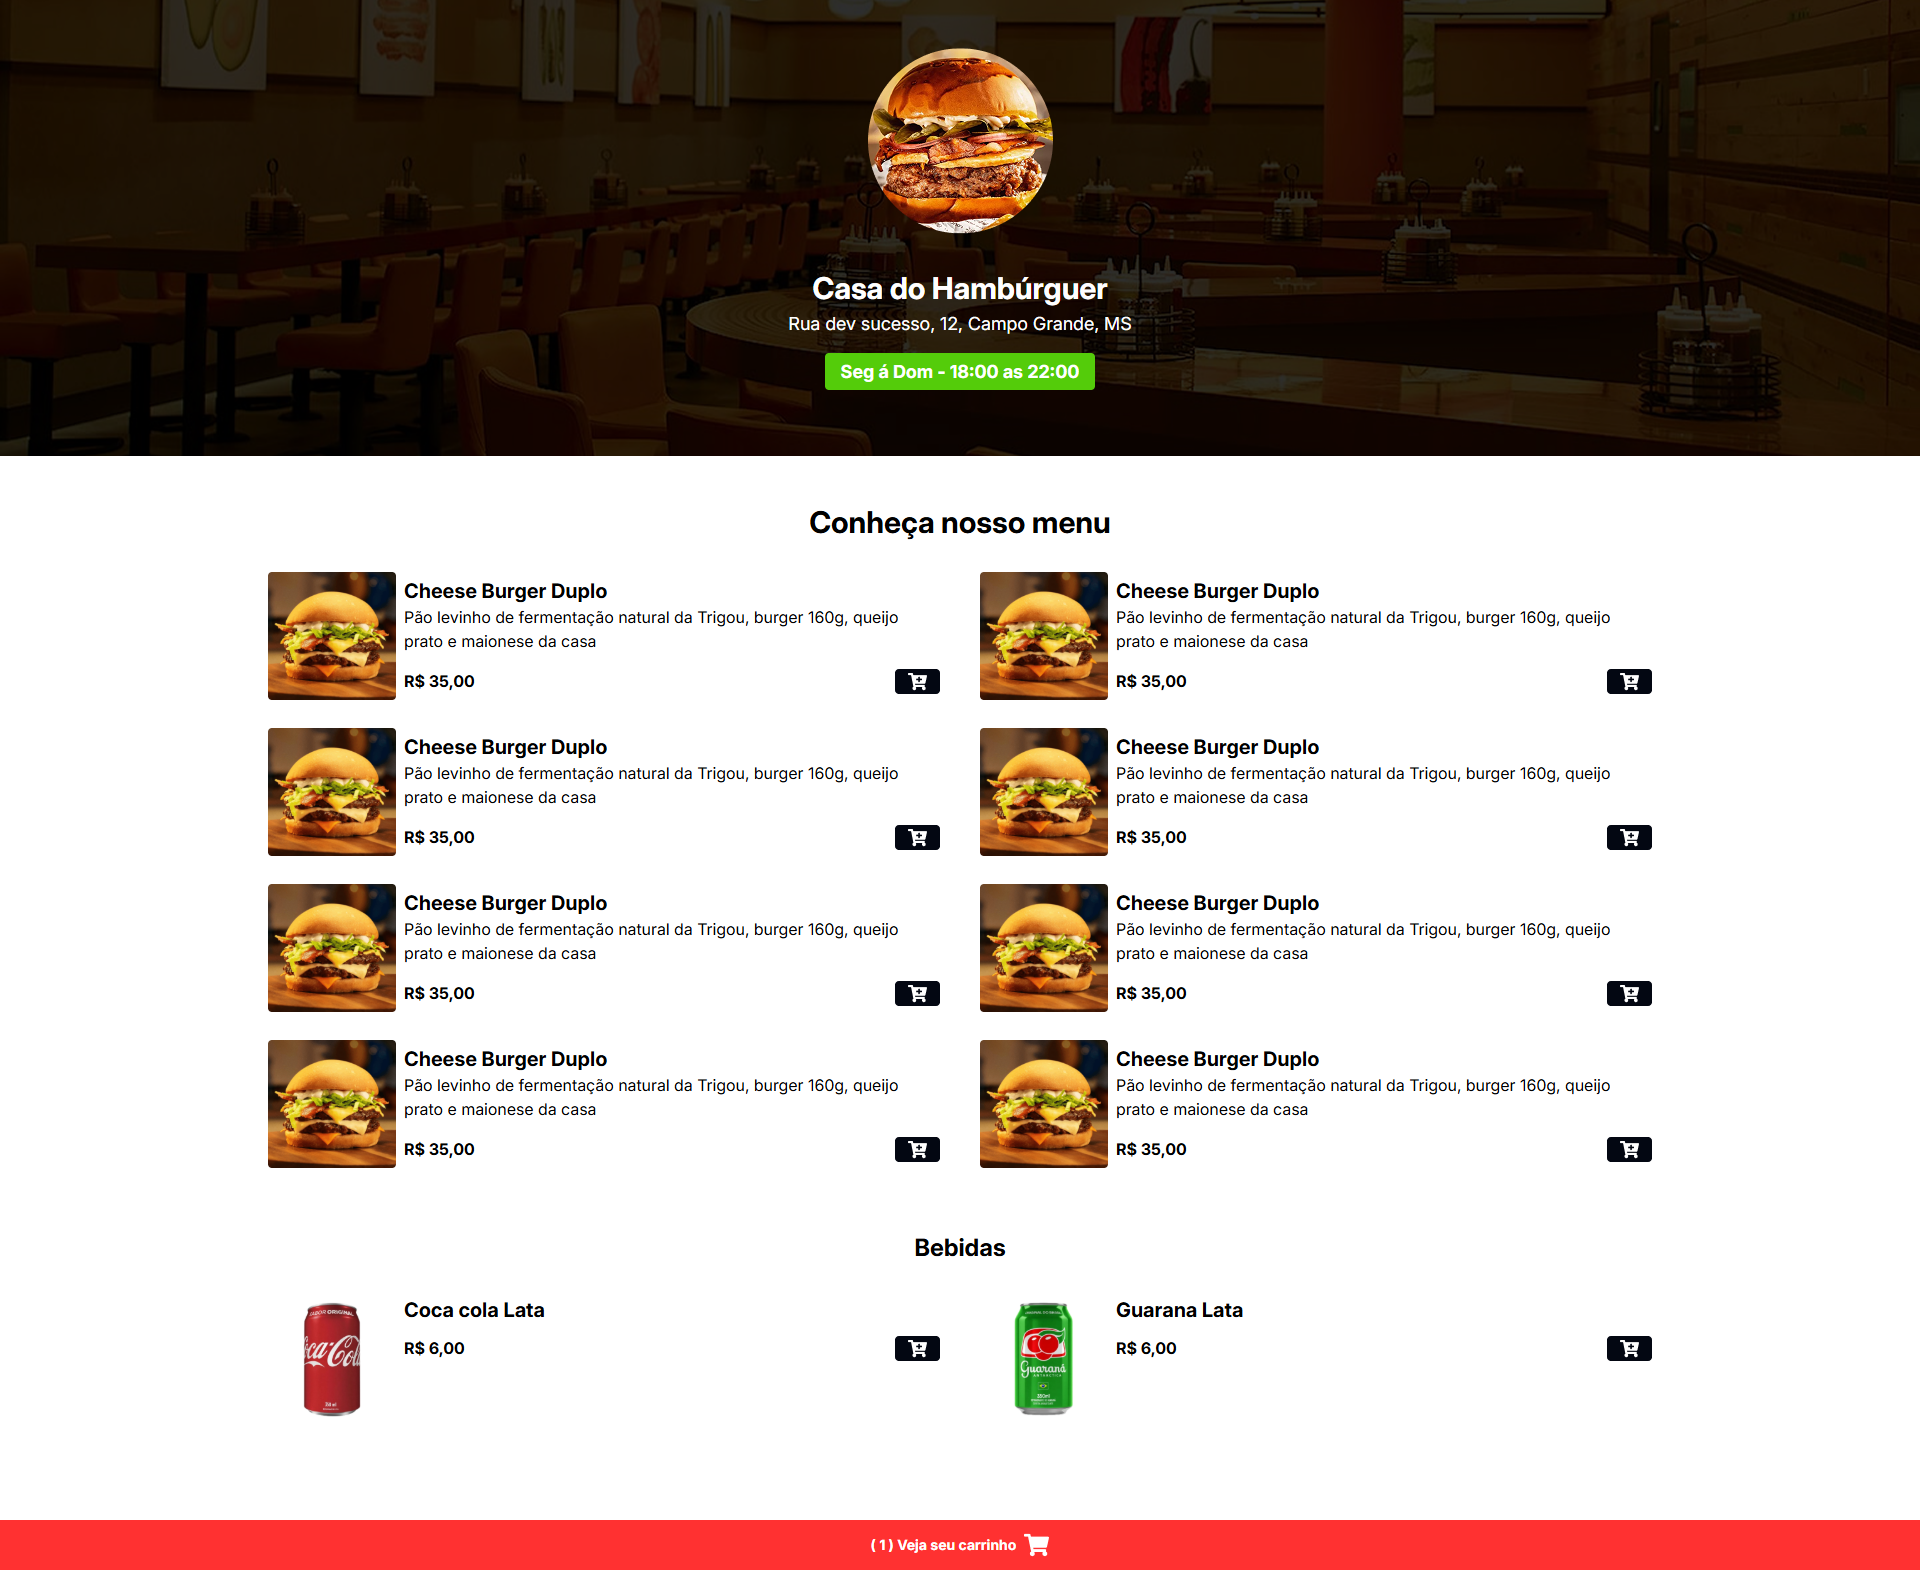 Casa do Hambúrguer
Rua dev sucesso, 12, Campo Grande, MS
Seg á Dom - 18:00 as 22:00
Conheça nosso menu
Cheese Burger Duplo
Pão levinho de fermentação natural da Trigou, burger 160g, queijo
prato e maionese da casa
R$ 35,00
Cheese Burger Duplo
Pão levinho de fermentação natural da Trigou, burger 160g, queijo
prato e maionese da casa
R$ 35,00
Cheese Burger Duplo
Pão levinho de fermentação natural da Trigou, burger 160g, queijo
prato e maionese da casa
R$ 35,00
Cheese Burger Duplo
Pão levinho de fermentação natural da Trigou, burger 160g, queijo
prato e maionese da casa
R$ 35,00
Cheese Burger Duplo
Pão levinho de fermentação natural da Trigou, burger 160g, queijo
prato e maionese da casa
R$ 35,00
Cheese Burger Duplo
Pão levinho de fermentação natural da Trigou, burger 160g, queijo
prato e maionese da casa
R$ 35,00
Cheese Burger Duplo
Pão levinho de fermentação natural da Trigou, burger 160g, queijo
prato e maionese da casa
R$ 35,00
Cheese Burger Duplo
Pão levinho de fermentação natural da Trigou, burger 160g, queijo
prato e maionese da casa
R$ 35,00
Bebidas
Coca cola Lata
R$ 6,00
Guarana Lata
R$ 6,00
Guaraná
ANTARCTICA
350ml
( 1 ) Veja seu carrinho